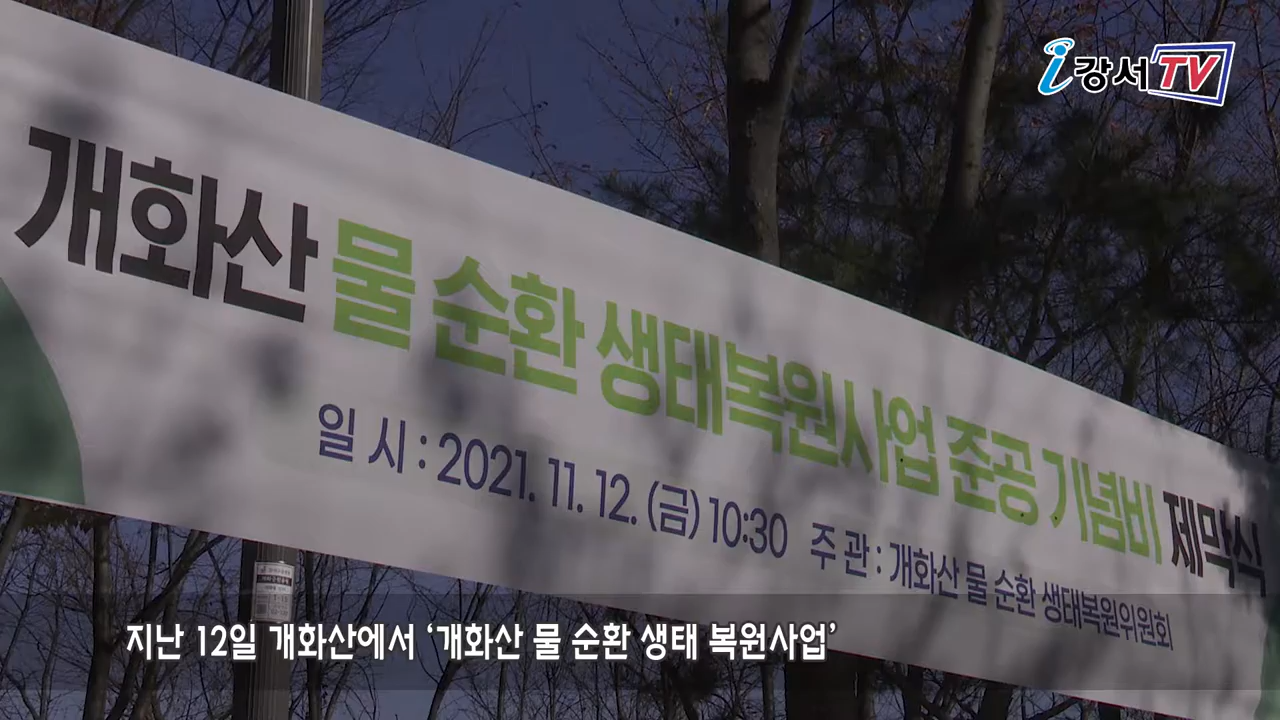 i강서TV
개화산 물 순환 생태복원사업 준공 기념비 제막식
일 시 : 2021. 11. 12. (금) 10:30 주 관 : 개화산 물 순환 생태복원위원회
지난 12일 개화산에서 ‘개화산 물 순환 생태 복원사업’